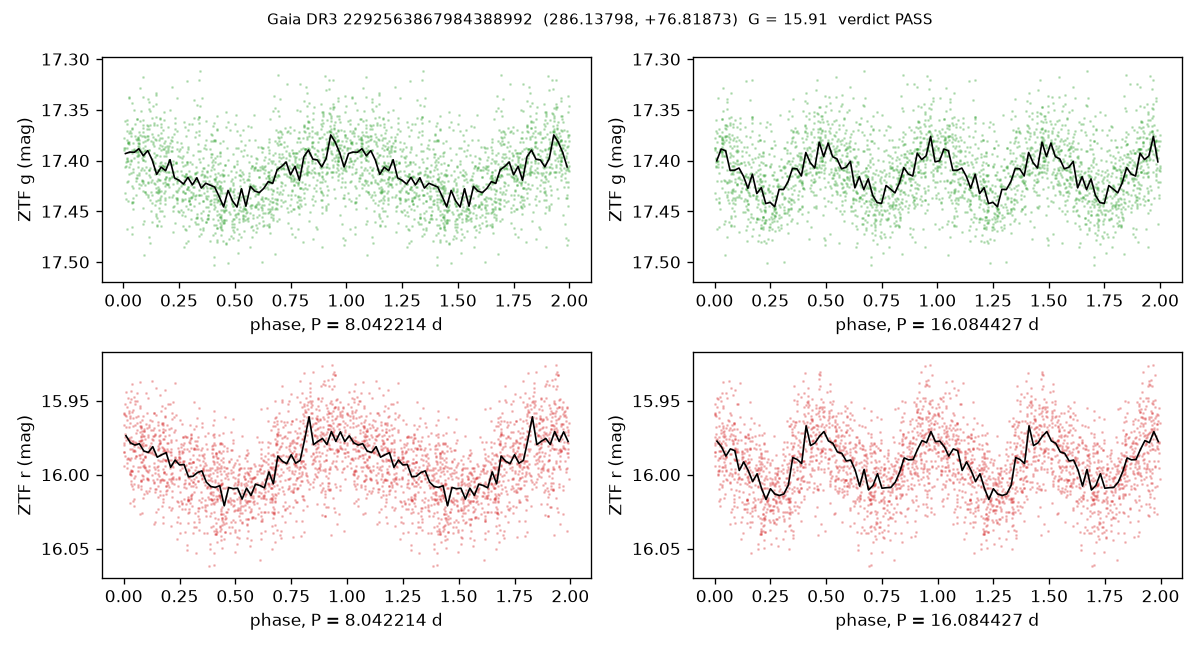 Gaia DR3 2292563867984388992  (286.13798, +76.81873)  G = 15.91  verdict PASS
ZTF g (mag)
17.30
17.35
17.40
17.45
17.50
0.00 0.25 0.50 0.75 1.00 1.25 1.50 1.75 2.00
phase, P = 8.042214 d
ZTF g (mag)
17.30
17.35
17.40
17.45
17.50
0.00 0.25 0.50 0.75 1.00 1.25 1.50 1.75 2.00
phase, P = 16.084427 d
ZTF r (mag)
15.95
16.00
16.05
0.00 0.25 0.50 0.75 1.00 1.25 1.50 1.75 2.00
phase, P = 8.042214 d
ZTF r (mag)
15.95
16.00
16.05
0.00 0.25 0.50 0.75 1.00 1.25 1.50 1.75 2.00
phase, P = 16.084427 d